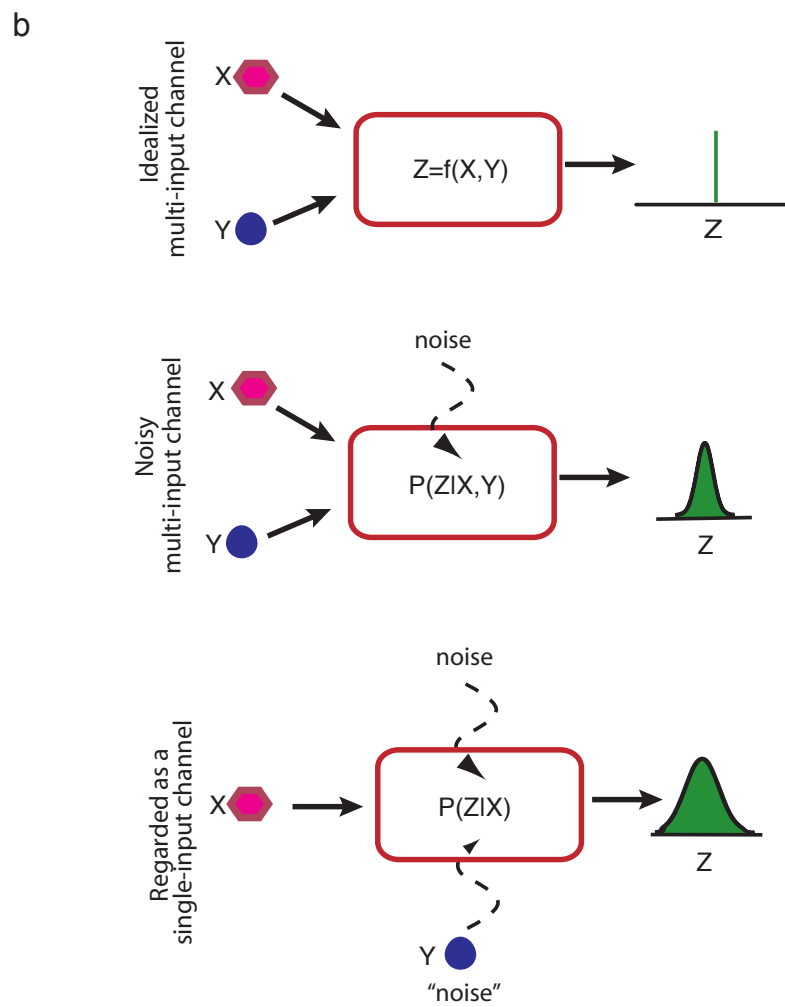 b
Idealized
multi-input channel
X
Y
Z=f(X,Y)
Z
Noisy
multi-input channel
noise
X
Y
P(Z|X,Y)
Z
Regarded as a
single-input channel
noise
X
P(Z|X)
Z
Y
“noise”